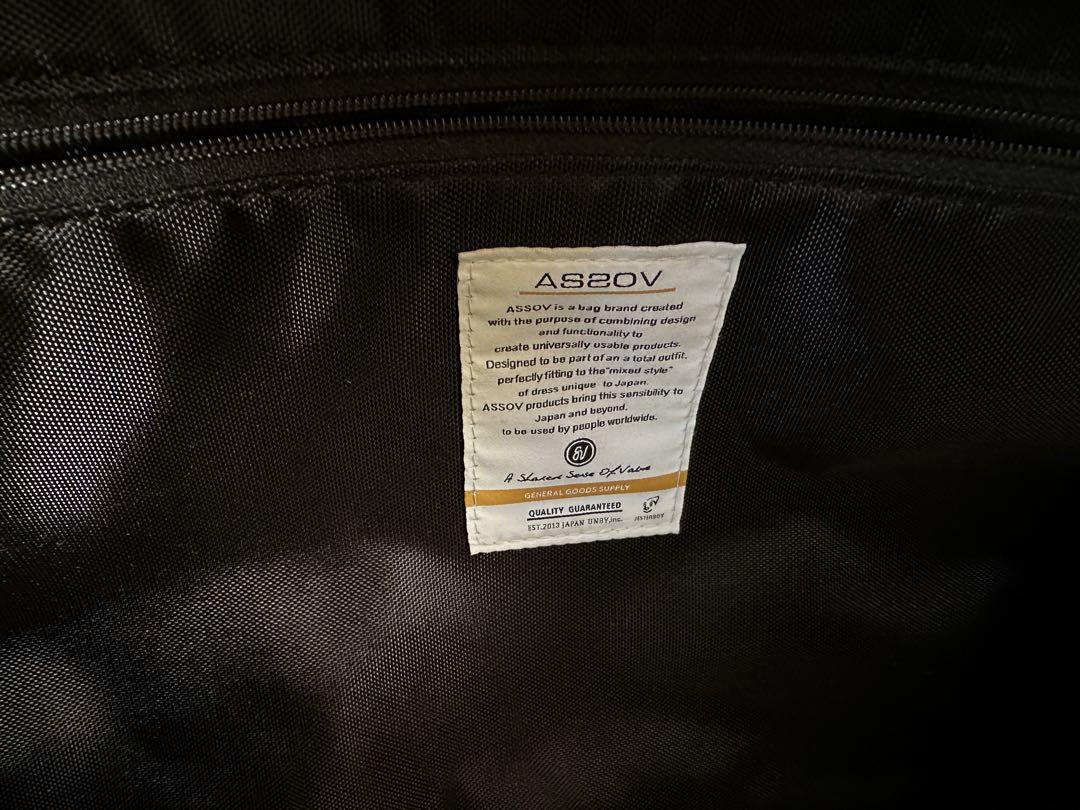 ASSOV
ASSOV is a bag brand created
with the purpose of combining design
and functionality to
create universally usable products.
Designed to be part of an a total outfit.
perfectly fitting to the "mixed style"
of dress unique to Japan.
ASSOV products bring this sensibility to
Japan and beyond.
to be used by people worldwide.
A Shared Sense Of Value
GENERAL GOODS SUPPLY
QUALITY GUARANTEED
EST.2013 JAPAN UNBY,inc.